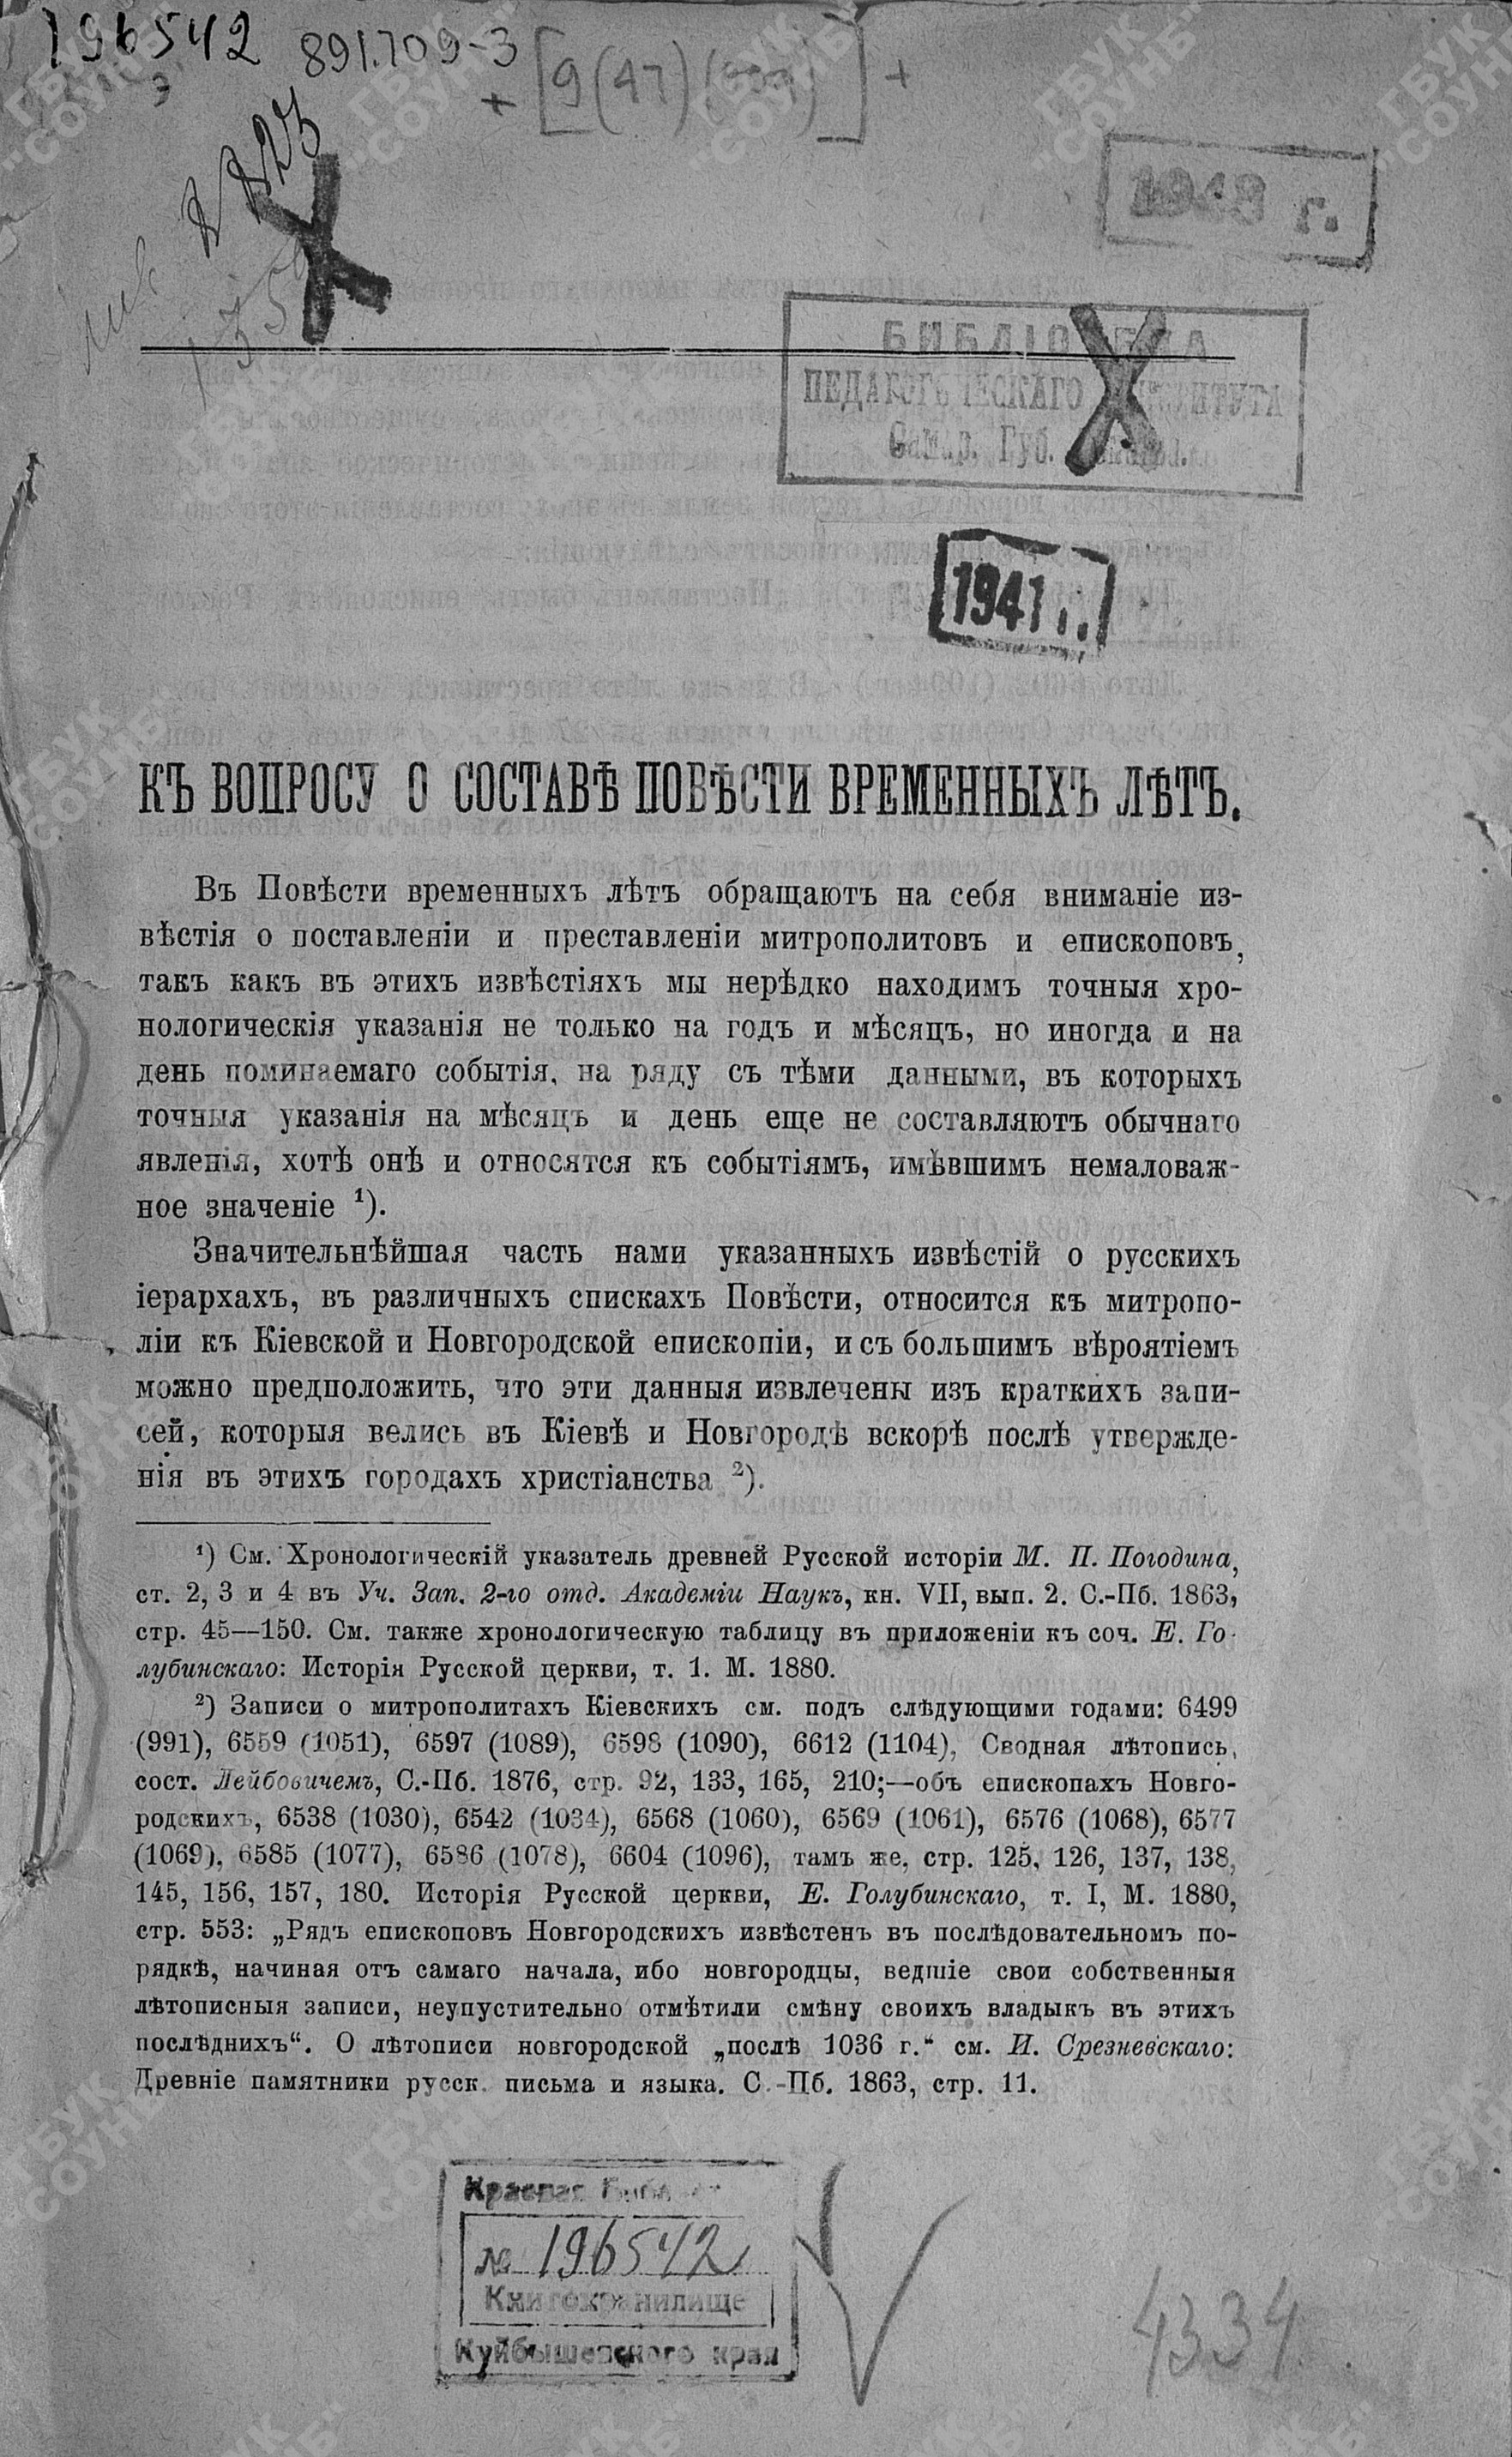 196542
891.709-3
+ [9(47)
1948 г.
БИБЛІОТЕКА
ПЕДАГОГИЧЕСКАГО ИНСТИТУТА
Самар. Губ.
1941 г.
КЪ ВОПРОСУ О СОСТАВѢ ПОВѢСТИ ВРЕМЕННЫХЪ ЛѢТЪ.
Въ Повѣсти временныхъ лѣтъ обращаютъ на себя вниманіе из-
вѣстія о поставленіи и преставленіи митрополитовъ и епископовъ,
такъ какъ въ этихъ извѣстіяхъ мы нерѣдко находимъ точныя хро-
нологическія указанія не только на годъ и мѣсяцъ, но иногда и на
день поминаемаго событія, на ряду съ тѣми данными, въ которыхъ
точныя указанія на мѣсяцъ и день еще не составляютъ обычнаго
явленія, хотѣ онѣ и относятся къ событіямъ, имѣвшимъ немаловаж-
ное значеніе ¹).
Значительнѣйшая часть нами указанныхъ извѣстій о русскихъ
іерархахъ, въ различныхъ спискахъ Повѣсти, относится къ митропо-
ліи къ Кіевской и Новгородской епископіи, и съ большимъ вѣроятіемъ
можно предположить, что эти данныя извлечены изъ краткихъ запи-
сей, которыя велись въ Кіевѣ и Новгородѣ вскорѣ послѣ утвержде-
нія въ этихъ городахъ христіанства ²).
¹) См. Хронологическій указатель древней Русской исторіи М. П. Погодина,
ст. 2, 3 и 4 въ Уч. Зап. 2-го отд. Академіи Наукъ, кн. VII, вып. 2. С.-Пб. 1863,
стр. 45—150. См. также хронологическую таблицу въ приложеніи къ соч. Е. Го-
лубинскаго: Исторія Русской церкви, т. 1. М. 1880.
²) Записи о митрополитахъ Кіевскихъ см. подъ слѣдующими годами: 6499
(991), 6559 (1051), 6597 (1089), 6598 (1090), 6612 (1104), Сводная лѣтопись,
сост. Лейбовичемъ, С.-Пб. 1876, стр. 92, 133, 165, 210;—объ епископахъ Новго-
родскихъ, 6538 (1030), 6542 (1034), 6568 (1060), 6569 (1061), 6576 (1068), 6577
(1069), 6585 (1077), 6586 (1078), 6604 (1096), тамъ же, стр. 125, 126, 137, 138,
145, 156, 157, 180. Исторія Русской церкви, Е. Голубинскаго, т. I, М. 1880,
стр. 553: „Рядъ епископовъ Новгородскихъ извѣстенъ въ послѣдовательномъ по-
рядкѣ, начиная отъ самаго начала, ибо новгородцы, ведшіе свои собственныя
лѣтописныя записи, неупустительно отмѣтили смѣну своихъ владыкъ въ этихъ
послѣднихъ“. О лѣтописи новгородской „послѣ 1036 г.“ см. И. Срезневскаго:
Древніе памятники русск. письма и языка. С.-Пб. 1863, стр. 11.
Краевая
№ 196542
Книгохранилище
Куйбышевского края
4334
ГБУК "СОУНБ"